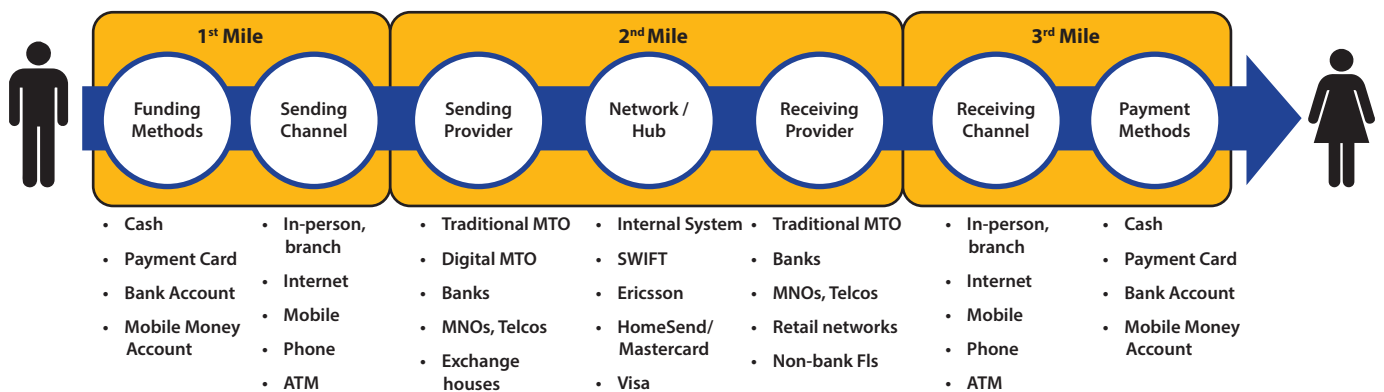 1st Mile
2nd Mile
3rd Mile
Funding
Methods
Sending
Channel
Sending
Provider
Network /
Hub
Receiving
Provider
Receiving
Channel
Payment
Methods
• Cash
• Payment Card
• Bank Account
• Mobile Money
Account
• In-person,
branch
• Internet
• Mobile
• Phone
• ATM
• Traditional MTO
• Digital MTO
• Banks
• MNOs, Telcos
• Exchange
houses
• Internal System
• SWIFT
• Ericsson
• HomeSend/
Mastercard
• Visa
• Traditional MTO
• Banks
• MNOs, Telcos
• Retail networks
• Non-bank FIs
• In-person,
branch
• Internet
• Mobile
• Phone
• ATM
• Cash
• Payment Card
• Bank Account
• Mobile Money
Account